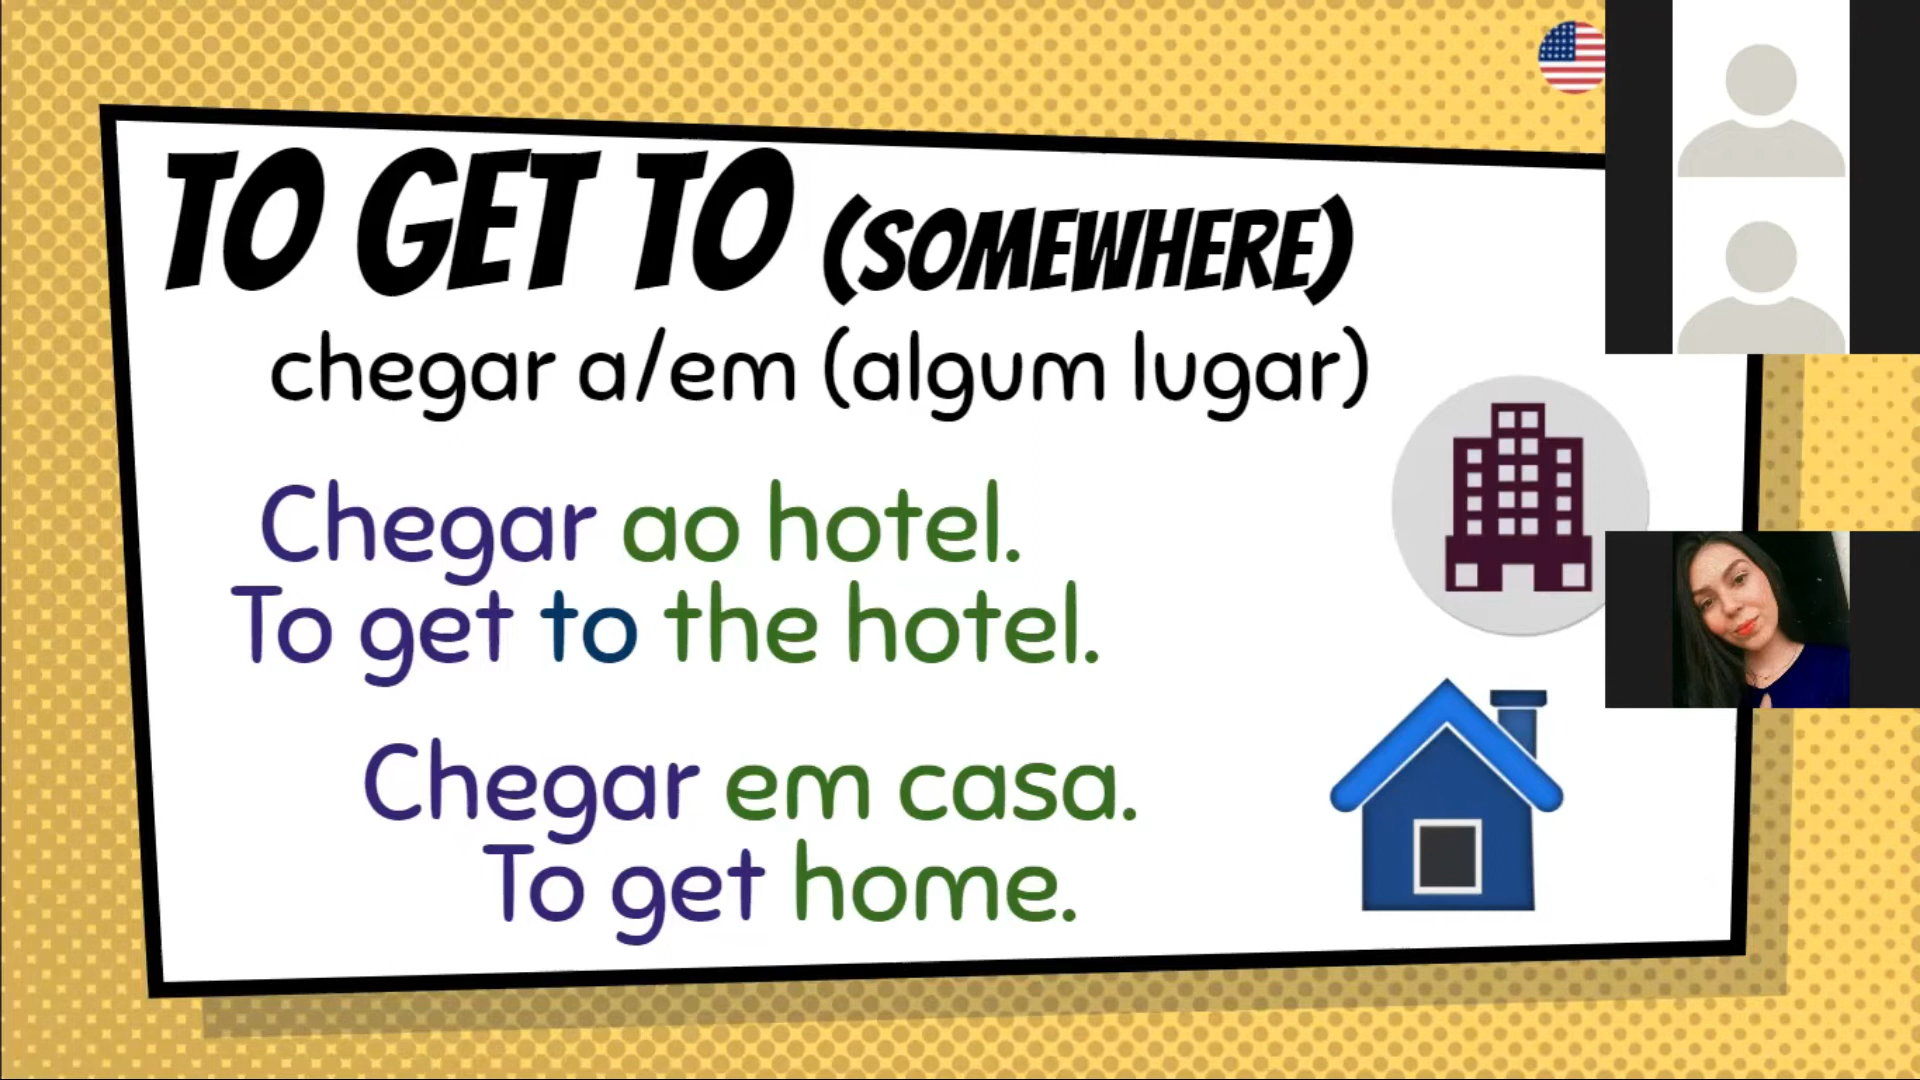 TO GET TO (SOMEWHERE)
chegar a/em (algum lugar)
Chegar ao hotel.
To get to the hotel.
Chegar em casa.
To get home.